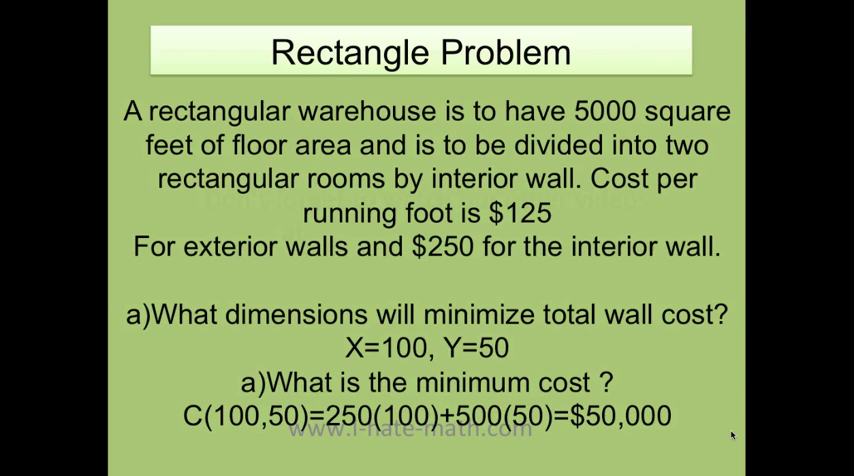 Rectangle Problem
A rectangular warehouse is to have 5000 square
feet of floor area and is to be divided into two
rectangular rooms by interior wall. Cost per
running foot is $125
For exterior walls and $250 for the interior wall.
a)What dimensions will minimize total wall cost?
X=100, Y=50
a)What is the minimum cost ?
C(100,50)=250(100)+500(50)=$50,000
www.i-hate-math.com